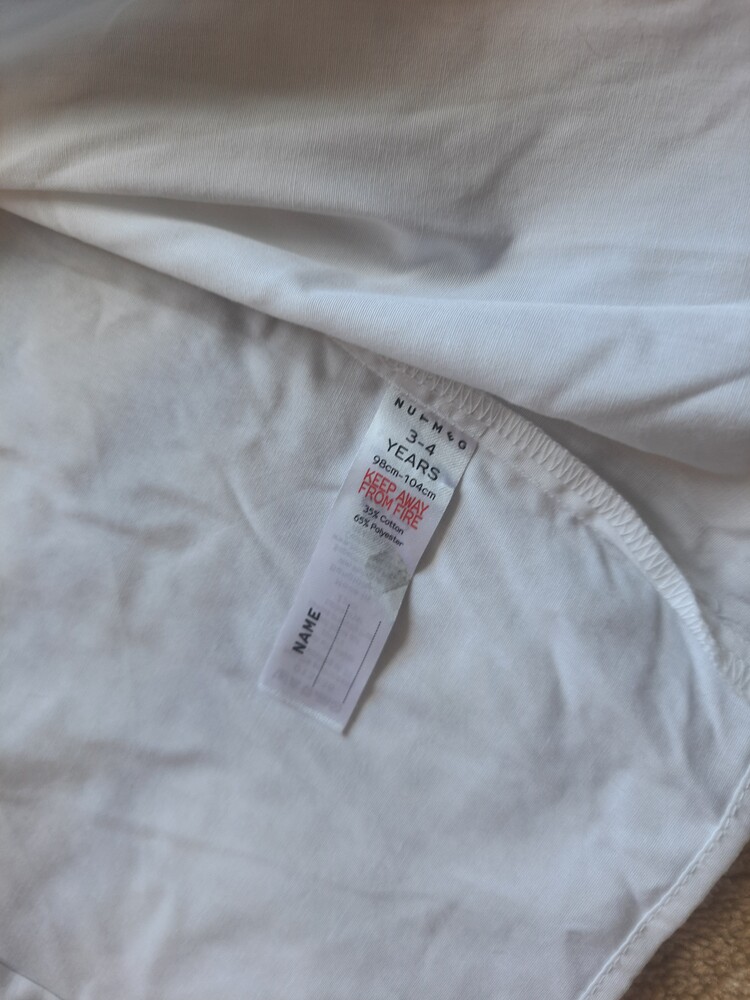 NUTMEG
3-4
YEARS
98cm-104cm
KEEP AWAY
FROM FIRE
35% Cotton
65% Polyester
NAME